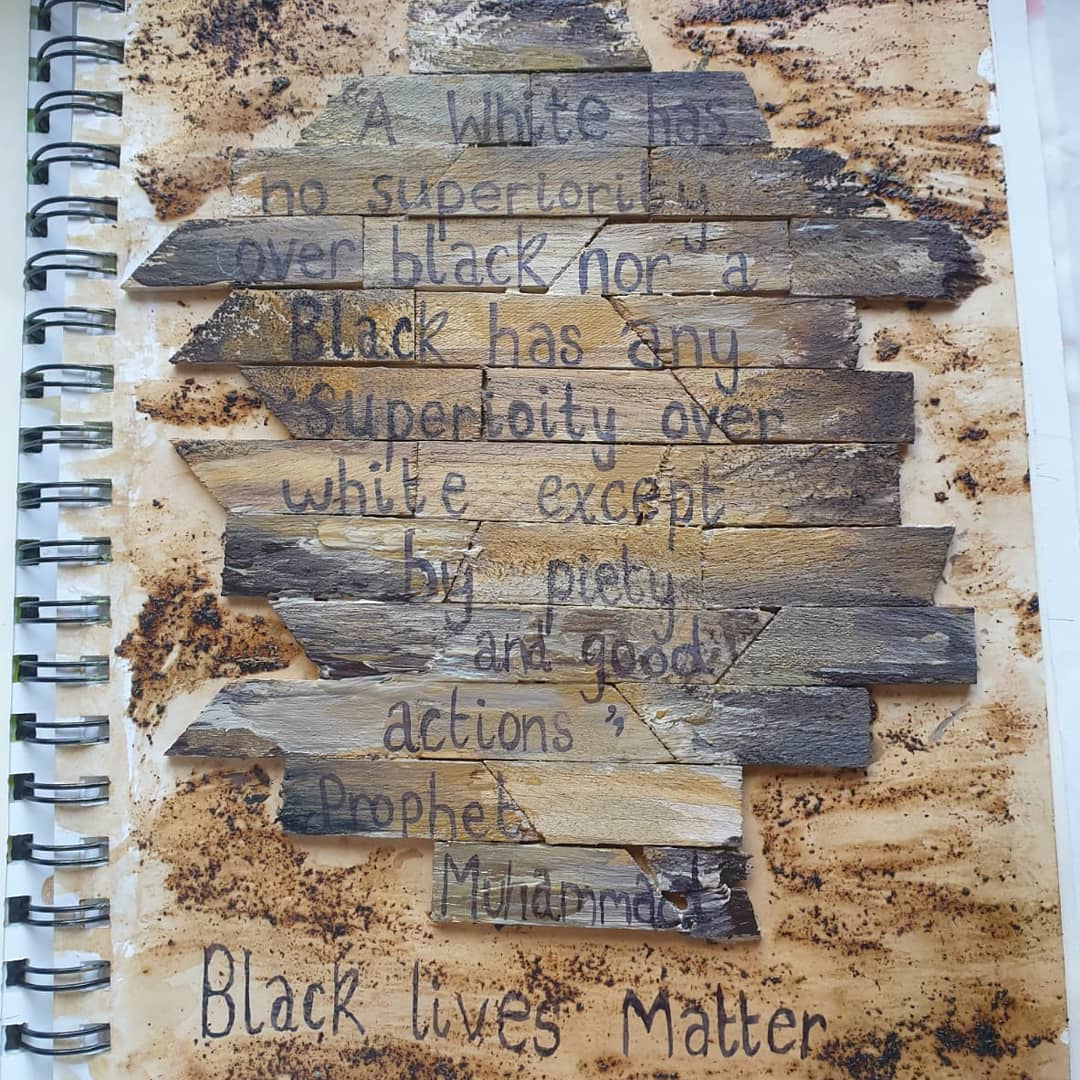 "A White has
no superiority
over black nor a
Black has any
Superioity over
white except
by piety
and good
actions"
Prophet
Muhammad
Black lives Matter